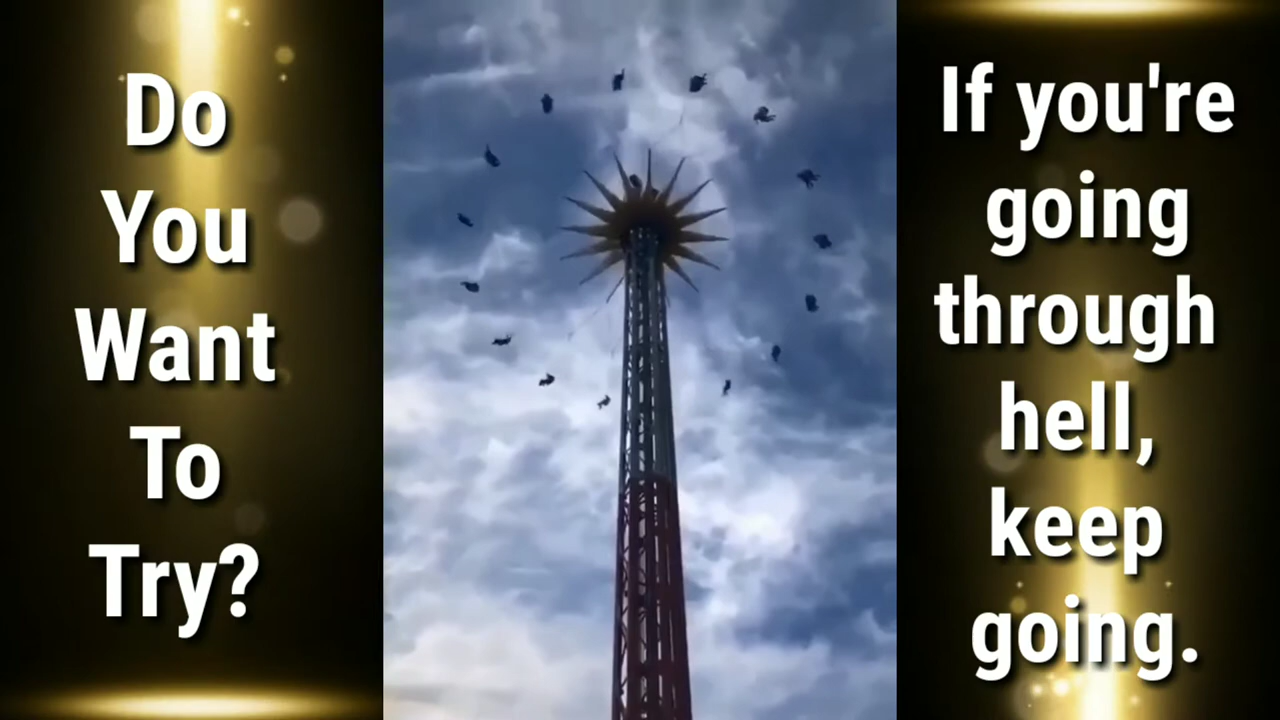 Do
You
Want
To
Try?
If you're
going
through
hell,
keep
going.